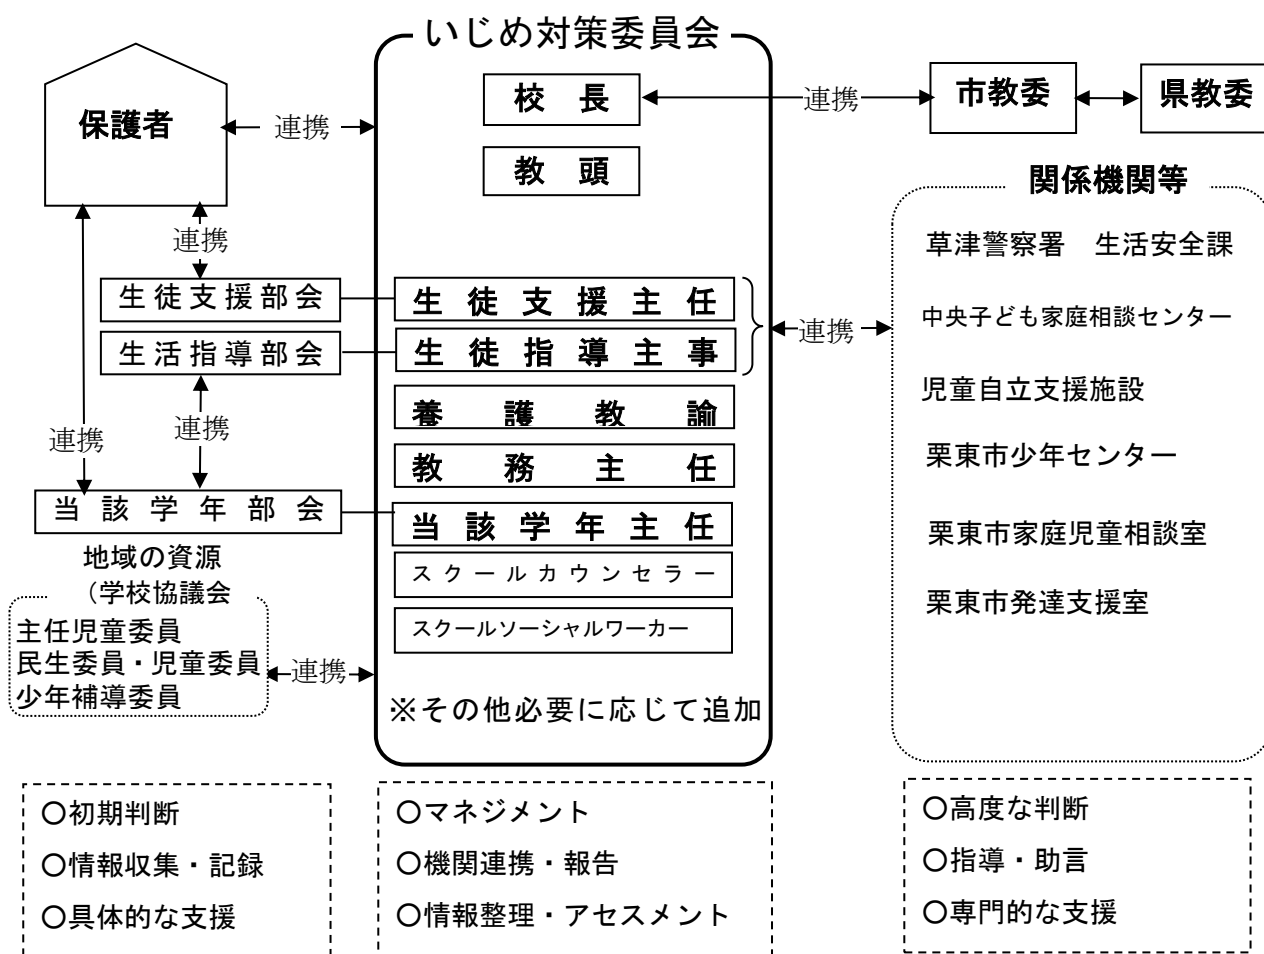 いじめ対策委員会
校長
教頭
生徒支援主任
生徒指導主事
養護教諭
教務主任
当該学年主任
スクールカウンセラー
スクールソーシャルワーカー
※その他必要に応じて追加
保護者
連携
連携
生徒支援部会
生活指導部会
連携
連携
当該学年部会
地域の資源
（学校協議会
主任児童委員
民生委員・児童委員
少年補導委員
連携
連携
市教委
県教委
関係機関等
連携
草津警察署　生活安全課
中央子ども家庭相談センター
児童自立支援施設
栗東市少年センター
栗東市家庭児童相談室
栗東市発達支援室
〇初期判断
〇情報収集・記録
〇具体的な支援
〇マネジメント
〇機関連携・報告
〇情報整理・アセスメント
〇高度な判断
〇指導・助言
〇専門的な支援